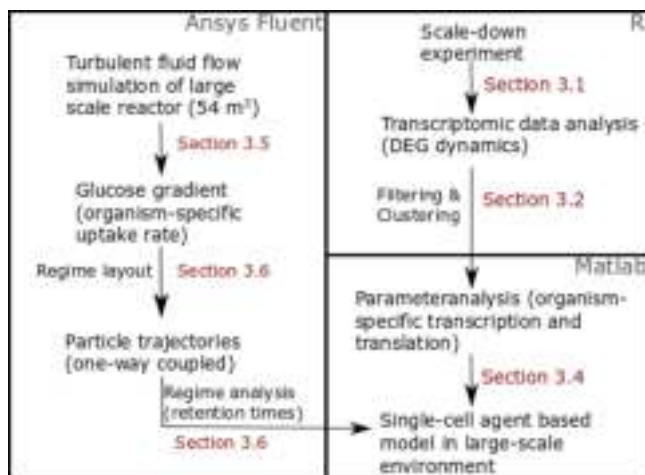 Ansys Fluent
Turbulent fluid flow
simulation of large
scale reactor (54 m³)
Section 3.5
Glucose gradient
(organism-specific
uptake rate)
Regime layout
Section 3.6
Particle trajectories
(one-way coupled)
Regime analysis
(retention times)
Section 3.6
R
Scale-down
experiment
Section 3.1
Transcriptomic data analysis
(DEG dynamics)
Filtering &
Clustering
Section 3.2
Matlab
Parameteranalysis (organism-
specific transcription and
translation)
Section 3.4
Single-cell agent based
model in large-scale
environment